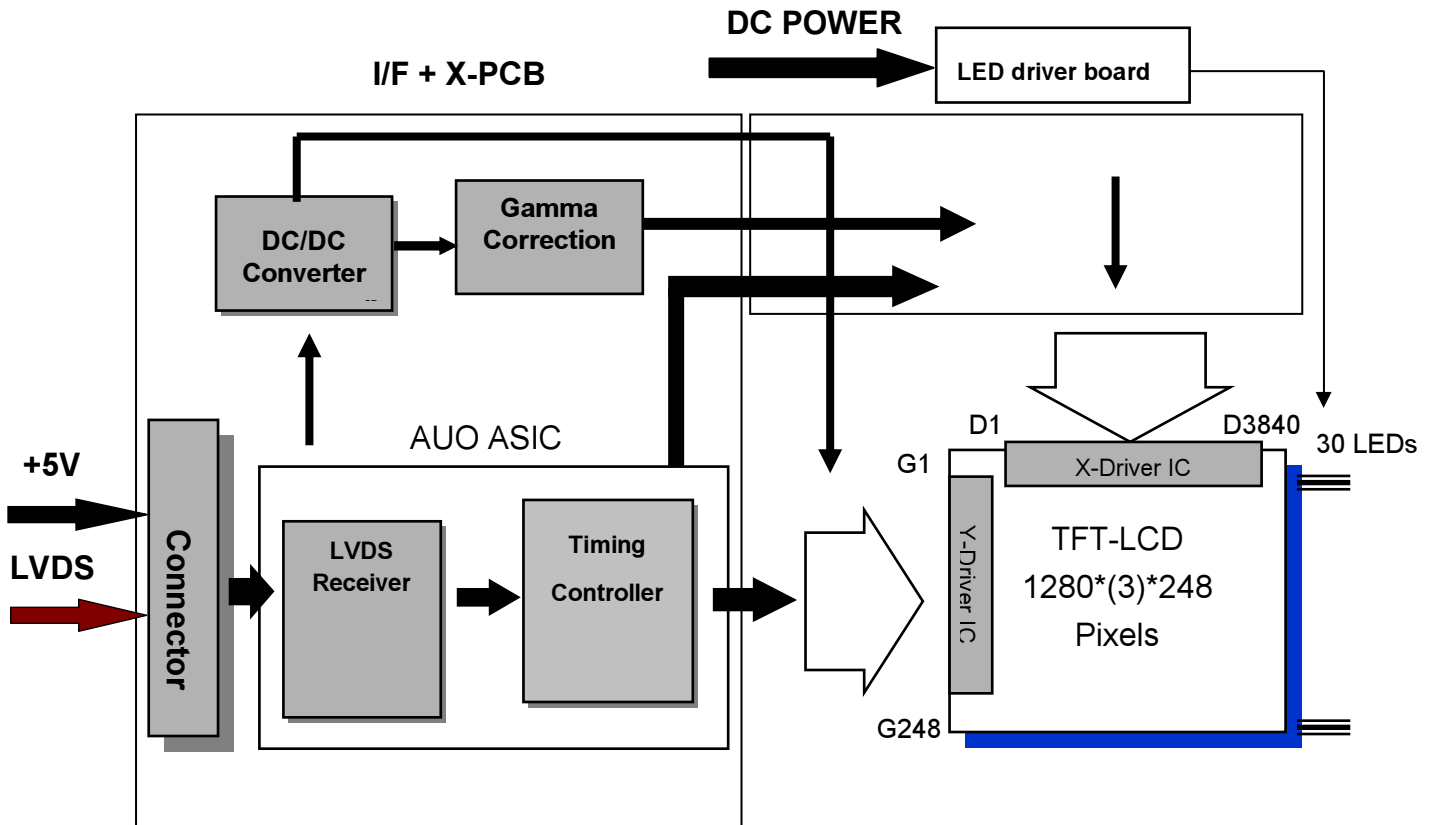 DC POWER
I/F + X-PCB
LED driver board
Gamma
Correction
DC/DC
Converter
--
AUO ASIC
+5V
LVDS
Connector
LVDS
Receiver
Timing
Controller
D1
D3840
30 LEDs
G1
X-Driver IC
Y-Driver IC
TFT-LCD
1280*(3)*248
Pixels
G248